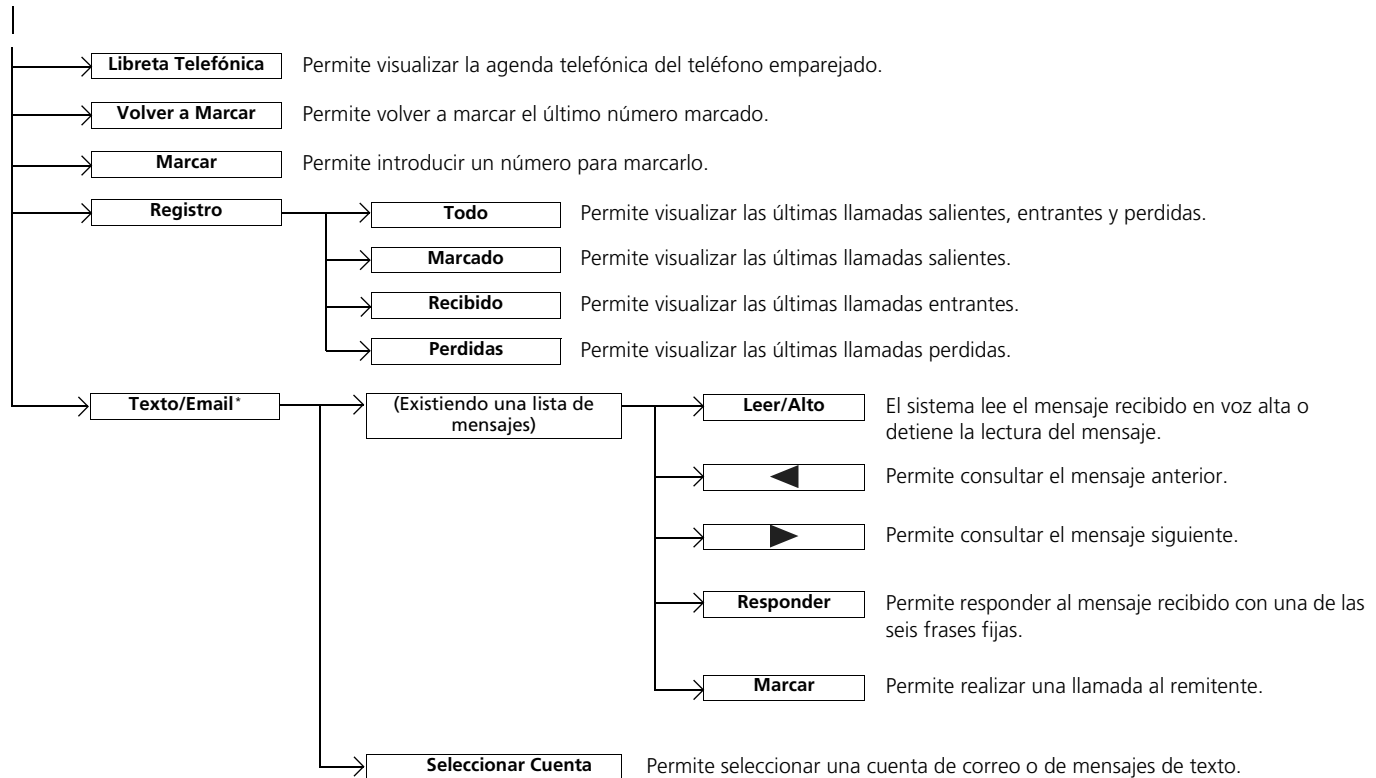 Libreta Telefónica Permite visualizar la agenda telefónica del teléfono emparejado.
Volver a Marcar Permite volver a marcar el último número marcado.
Marcar Permite introducir un número para marcarlo.
Registro Todo Permite visualizar las últimas llamadas salientes, entrantes y perdidas.
Marcado Permite visualizar las últimas llamadas salientes.
Recibido Permite visualizar las últimas llamadas entrantes.
Perdidas Permite visualizar las últimas llamadas perdidas.
Texto/Email* (Existiendo una lista de
mensajes)
Leer/Alto El sistema lee el mensaje recibido en voz alta o
detiene la lectura del mensaje.
Permite consultar el mensaje anterior.
Permite consultar el mensaje siguiente.
Responder Permite responder al mensaje recibido con una de las
seis frases fijas.
Marcar Permite realizar una llamada al remitente.
Seleccionar Cuenta Permite seleccionar una cuenta de correo o de mensajes de texto.